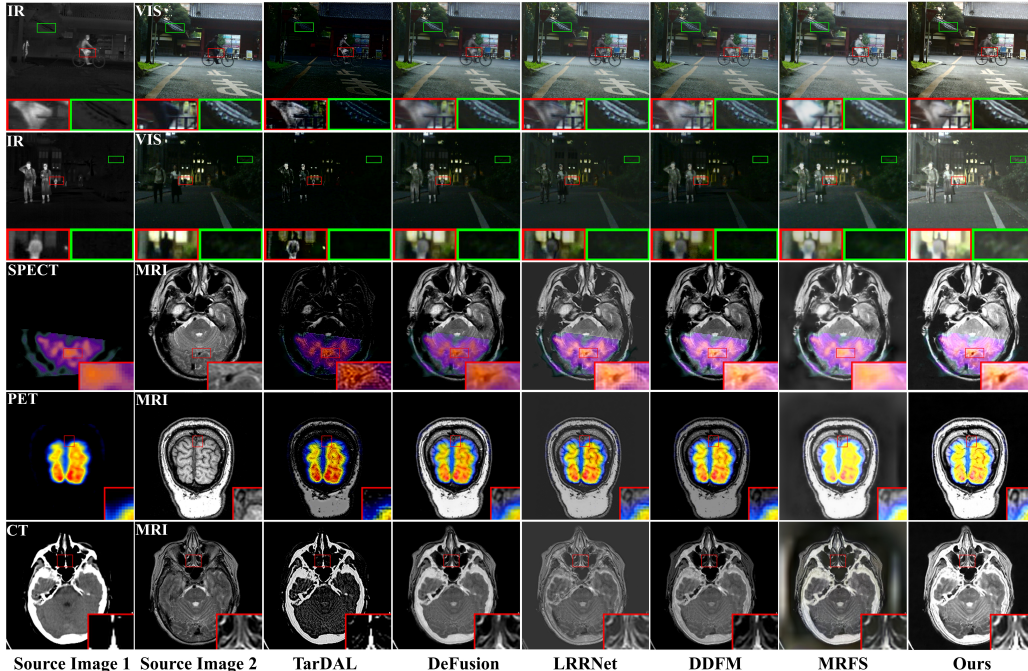 IR VIS
IR VIS
SPECT MRI
PET MRI
CT MRI
Source Image 1 Source Image 2 TarDAL DeFusion LRRNet DDFM MRFS Ours